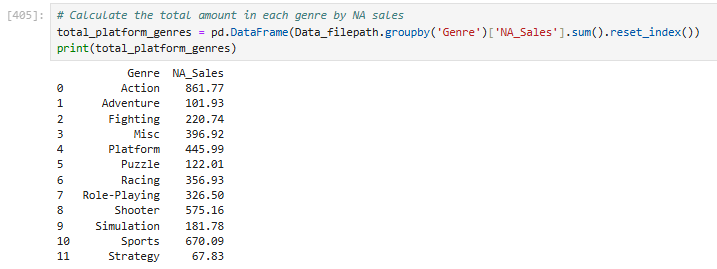 [405]: # Calculate the total amount in each genre by NA sales
total_platform_genres = pd.DataFrame(Data_filepath.groupby('Genre')['NA_Sales'].sum().reset_index())
print(total_platform_genres)
Genre NA_Sales
0 Action 861.77
1 Adventure 101.93
2 Fighting 220.74
3 Misc 396.92
4 Platform 445.99
5 Puzzle 122.01
6 Racing 356.93
7 Role-Playing 326.50
8 Shooter 575.16
9 Simulation 181.78
10 Sports 670.09
11 Strategy 67.83